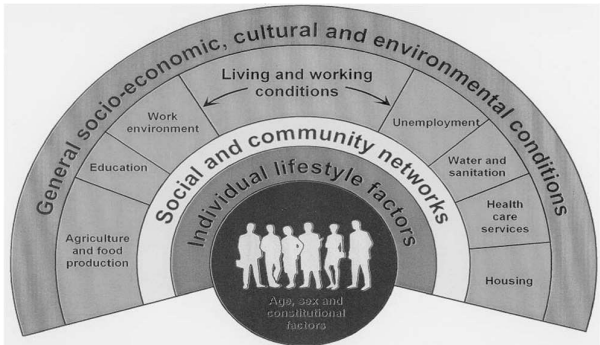 General socio-economic, cultural and environmental conditions
Living and working
conditions
Work
environment
Unemployment
Education
Water and
sanitation
Agriculture
and food
production
Health
care
services
Housing
Social and community networks
Individual lifestyle factors
Age, sex and
constitutional
factors